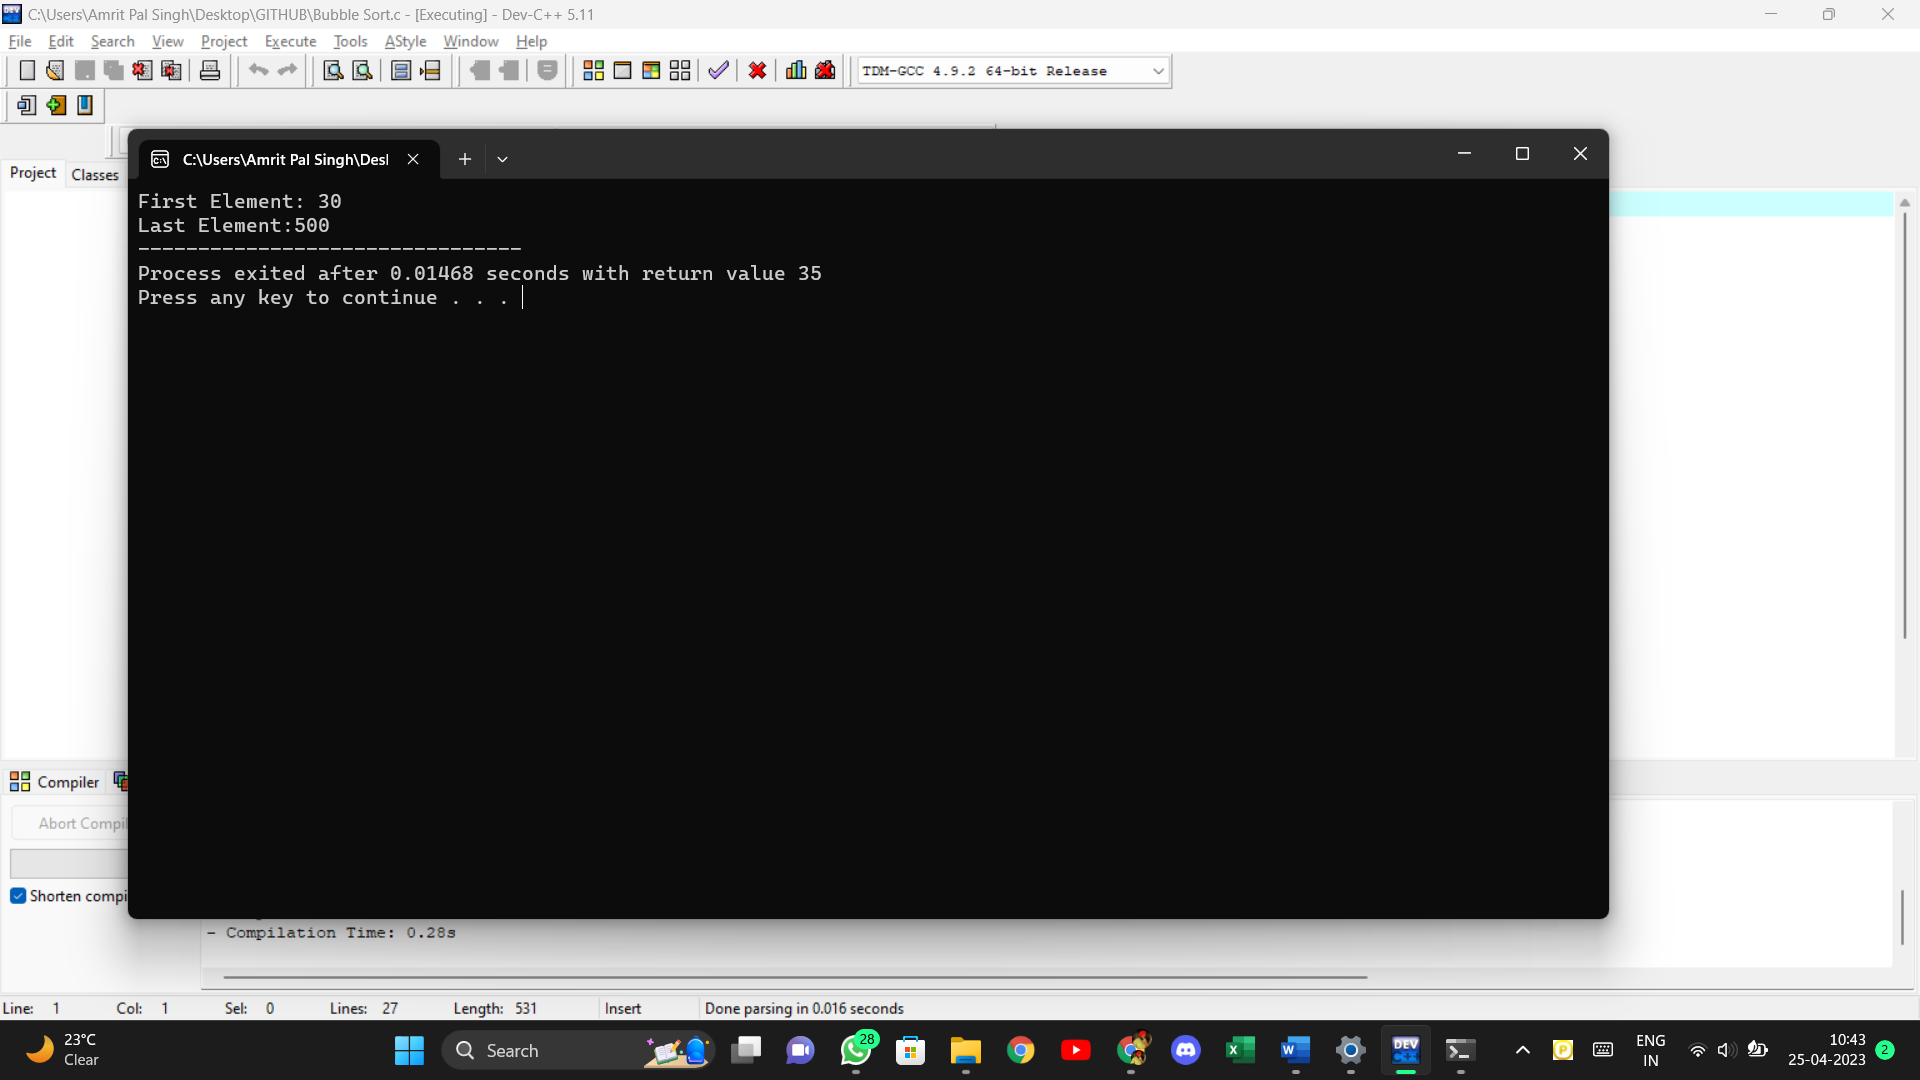 C:\Users\Amrit Pal Singh\Desktop\GITHUB\Bubble Sort.c - [Executing] - Dev-C++ 5.11
File Edit Search View Project Execute Tools AStyle Window Help
TDM-GCC 4.9.2 64-bit Release
C:\Users\Amrit Pal Singh\Des
Project Classes
First Element: 30
Last Element:500
--------------------------------
Process exited after 0.01468 seconds with return value 35
Press any key to continue . . .
Compiler
Abort Compil
Shorten compi
- Compilation Time: 0.28s
Line: 1 Col: 1 Sel: 0 Lines: 27 Length: 531 Insert Done parsing in 0.016 seconds
23°C
Clear
Search
28
DEV
C++
ENG
IN
10:43
25-04-2023
2